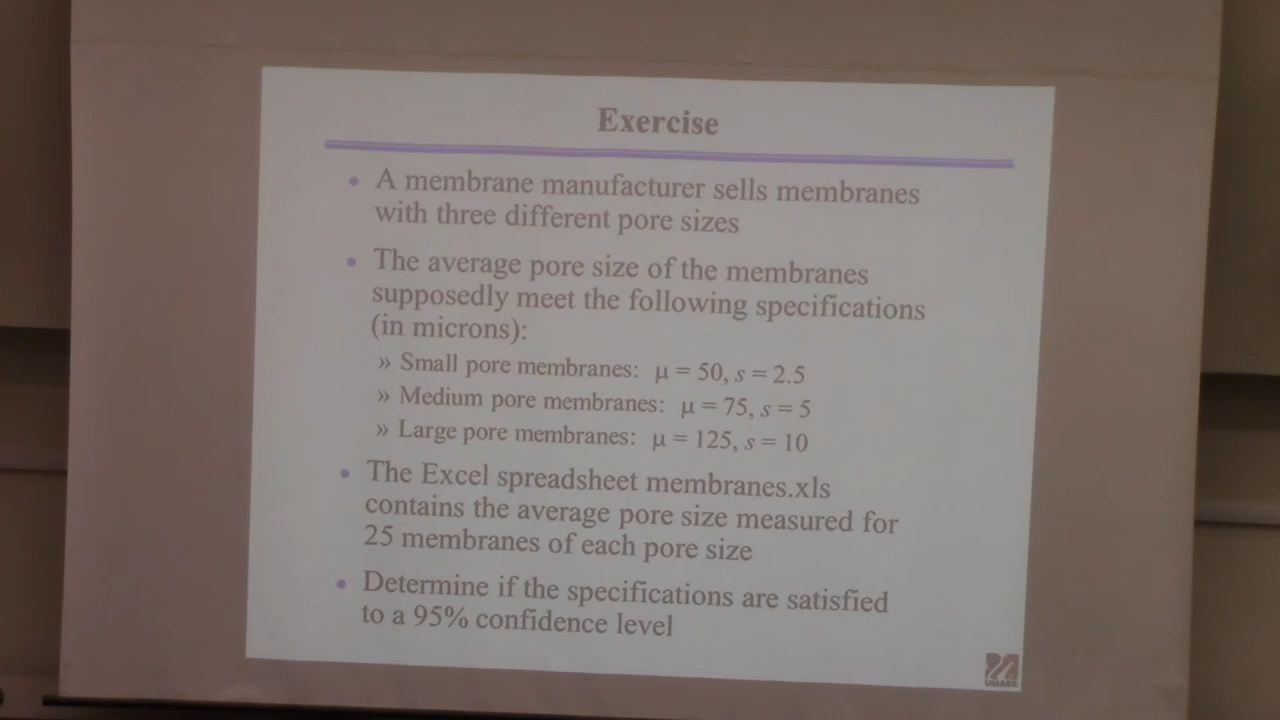 Exercise
• A membrane manufacturer sells membranes
with three different pore sizes
• The average pore size of the membranes
supposedly meet the following specifications
(in microns):
» Small pore membranes: μ = 50, s = 2.5
» Medium pore membranes: μ = 75, s = 5
» Large pore membranes: μ = 125, s = 10
• The Excel spreadsheet membranes.xls
contains the average pore size measured for
25 membranes of each pore size
• Determine if the specifications are satisfied
to a 95% confidence level
UMASS